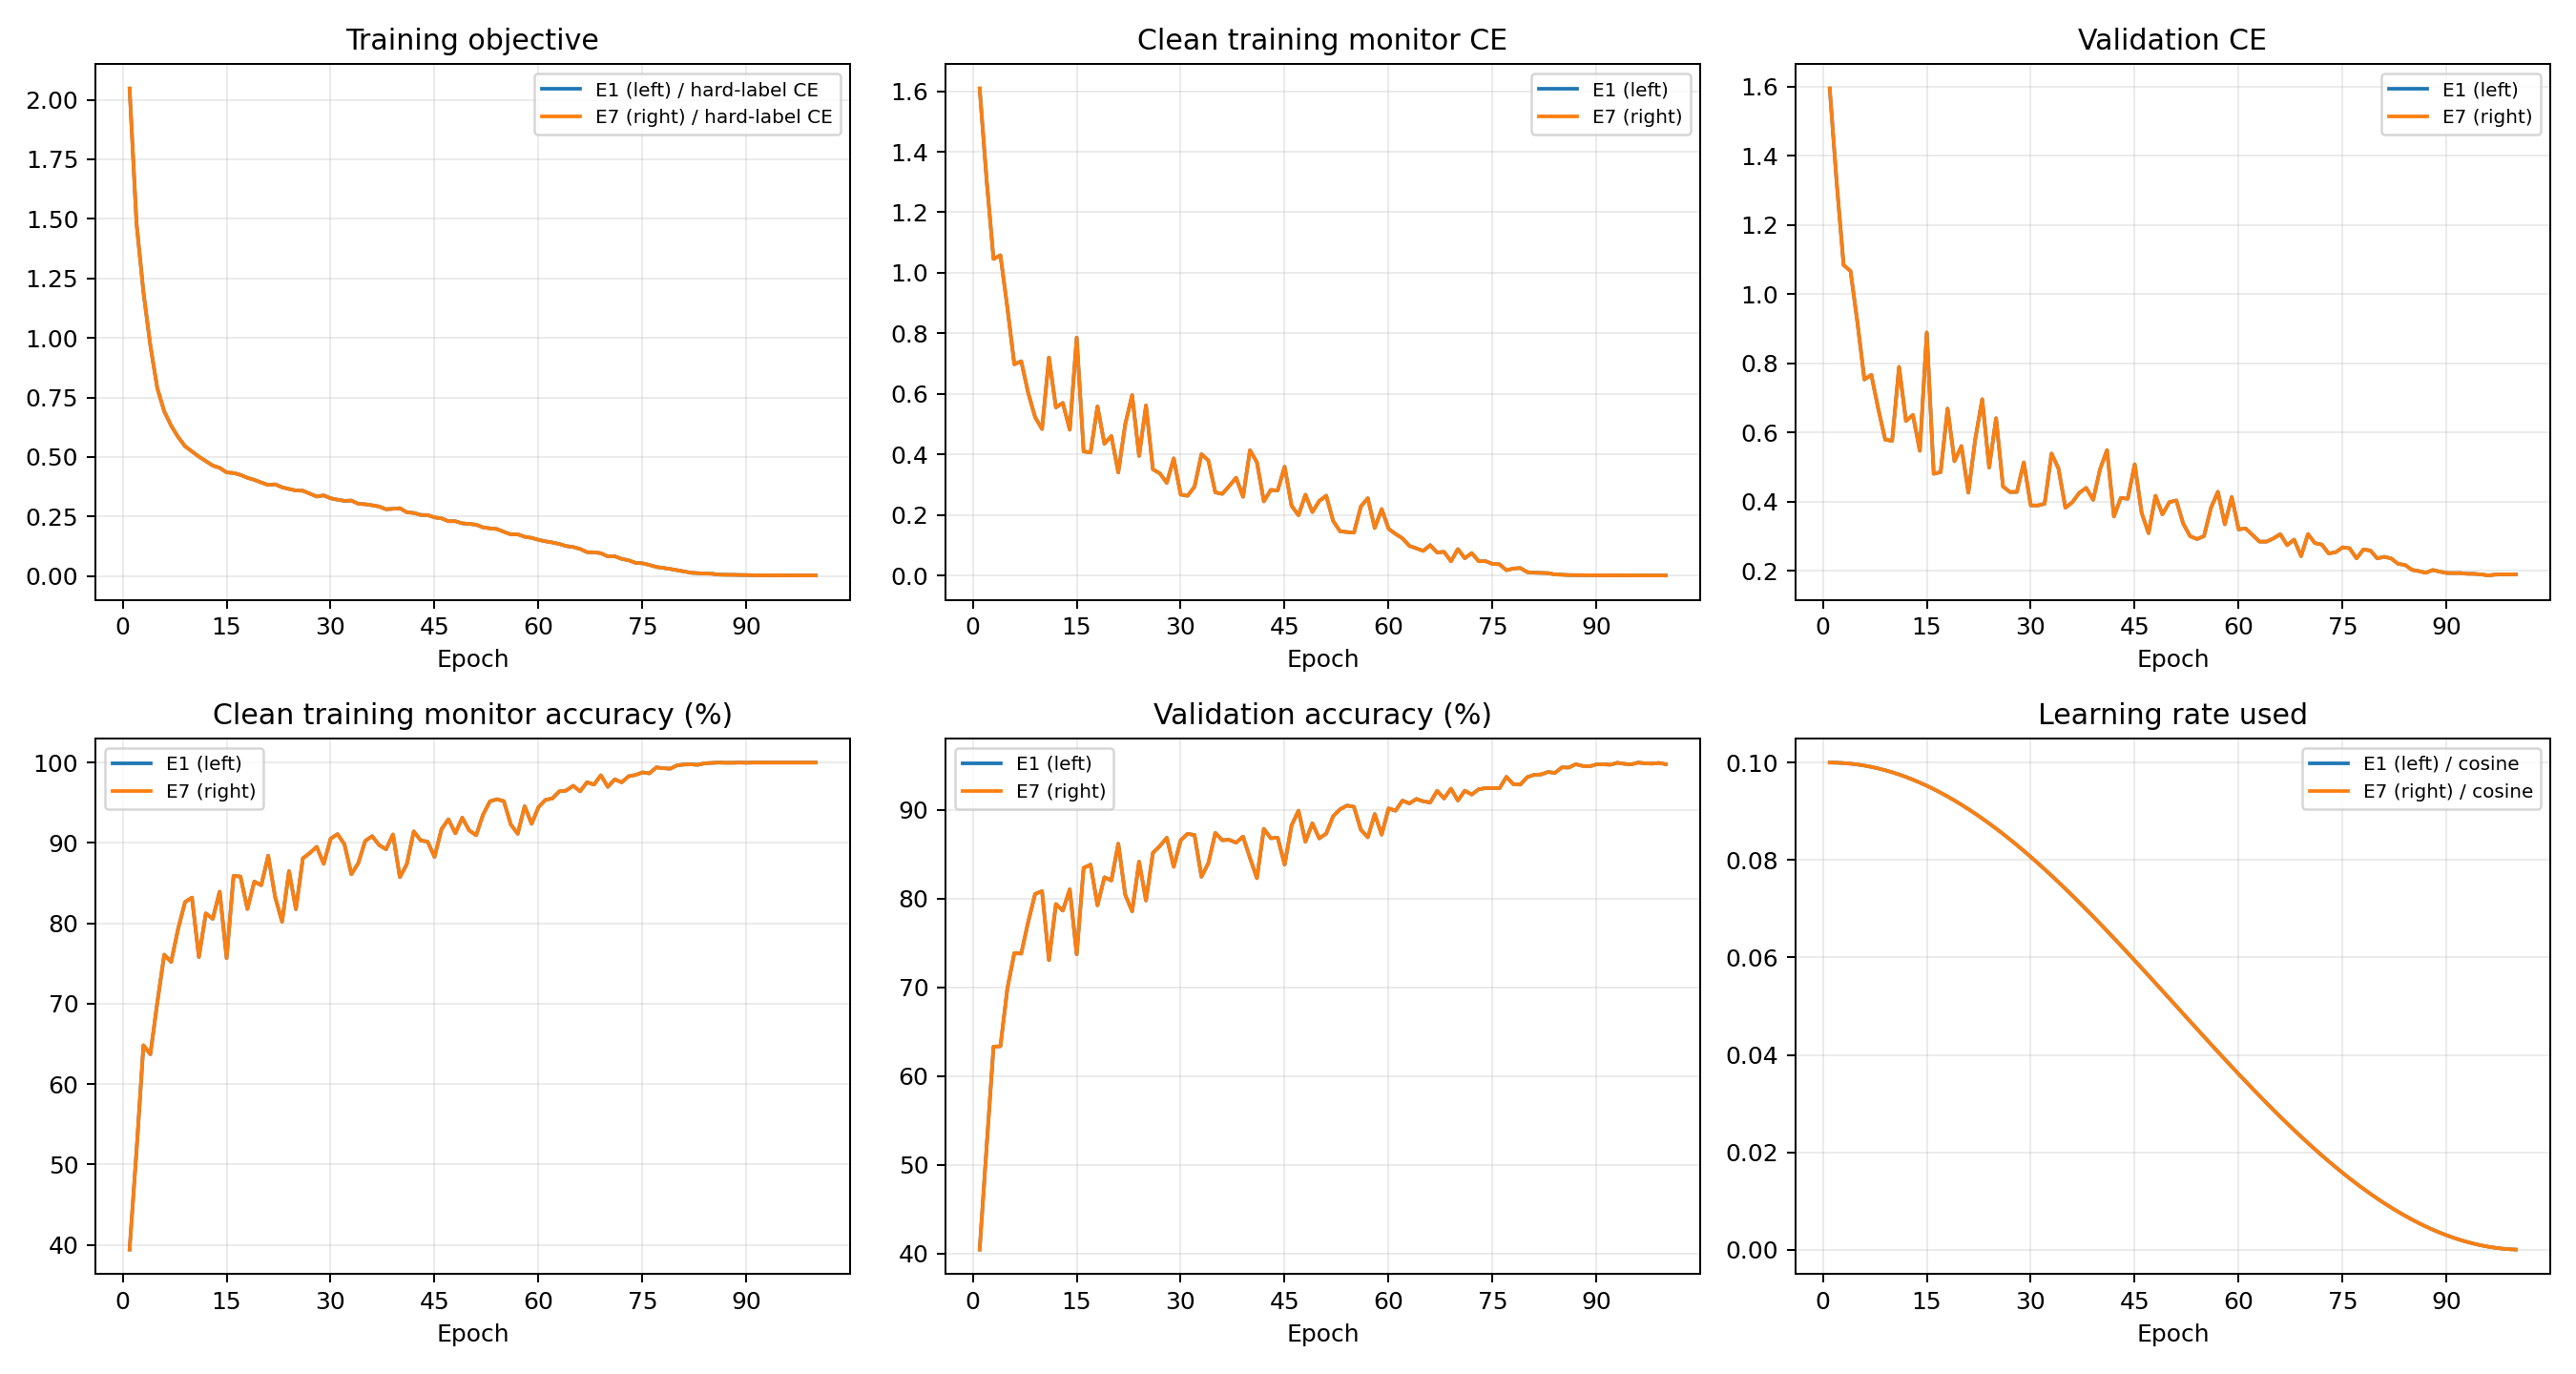 Training objective
E1 (left) / hard-label CE
E7 (right) / hard-label CE
2.00
1.75
1.50
1.25
1.00
0.75
0.50
0.25
0.00
0 15 30 45 60 75 90
Epoch
Clean training monitor CE
E1 (left)
E7 (right)
1.6
1.4
1.2
1.0
0.8
0.6
0.4
0.2
0.0
0 15 30 45 60 75 90
Epoch
Validation CE
E1 (left)
E7 (right)
1.6
1.4
1.2
1.0
0.8
0.6
0.4
0.2
0 15 30 45 60 75 90
Epoch
Clean training monitor accuracy (%)
E1 (left)
E7 (right)
100
90
80
70
60
50
40
0 15 30 45 60 75 90
Epoch
Validation accuracy (%)
E1 (left)
E7 (right)
90
80
70
60
50
40
0 15 30 45 60 75 90
Epoch
Learning rate used
E1 (left) / cosine
E7 (right) / cosine
0.10
0.08
0.06
0.04
0.02
0.00
0 15 30 45 60 75 90
Epoch